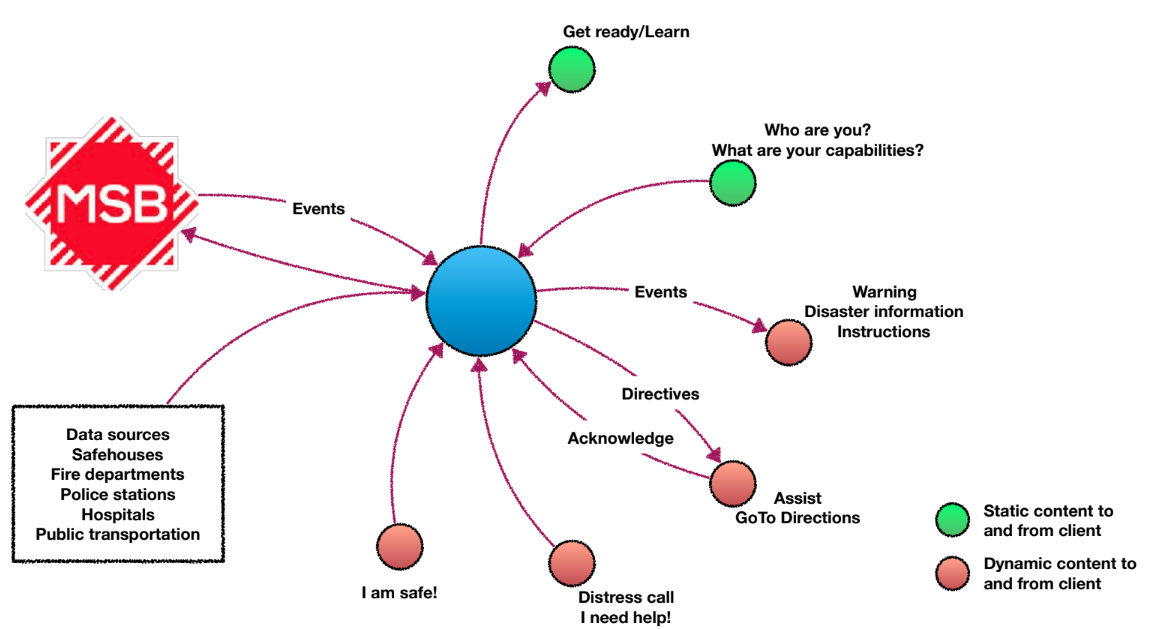 Get ready/Learn
Who are you?
What are your capabilities?
MSB
Events
Events
Warning
Disaster information
Instructions
Directives
Acknowledge
Data sources
Safehouses
Fire departments
Police stations
Hospitals
Public transportation
Assist
GoTo Directions
I am safe!
Distress call
I need help!
Static content to
and from client
Dynamic content to
and from client